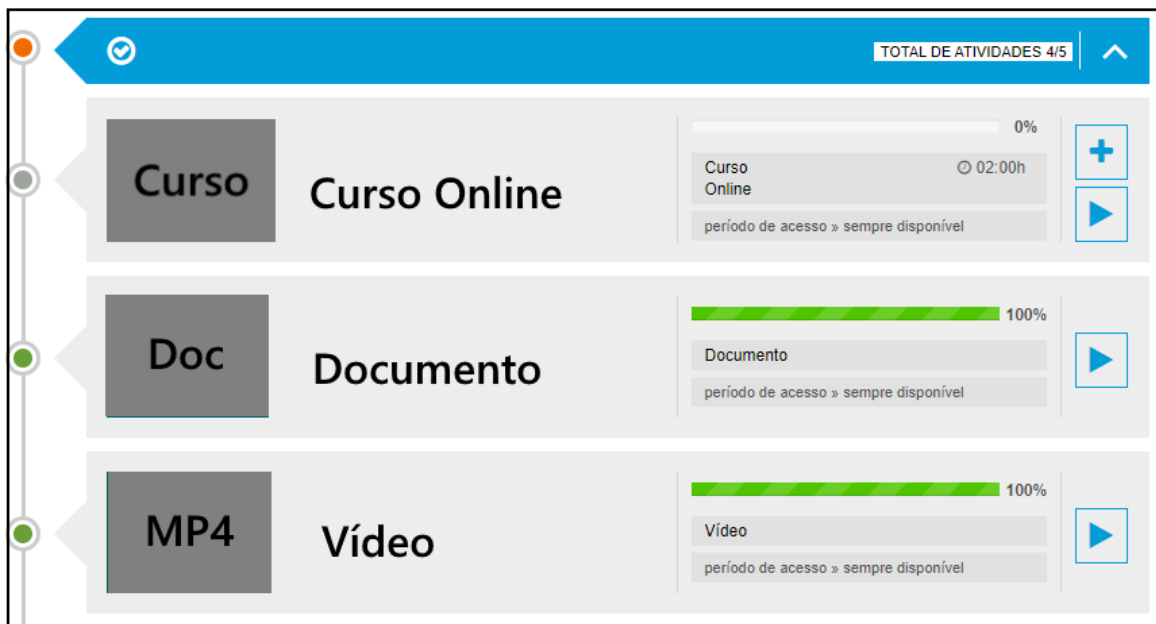 TOTAL DE ATIVIDADES 4/5
Curso
Curso Online
0%
Curso
Online
02:00h
período de acesso » sempre disponível
Doc
Documento
100%
Documento
período de acesso » sempre disponível
MP4
Vídeo
100%
Vídeo
período de acesso » sempre disponível